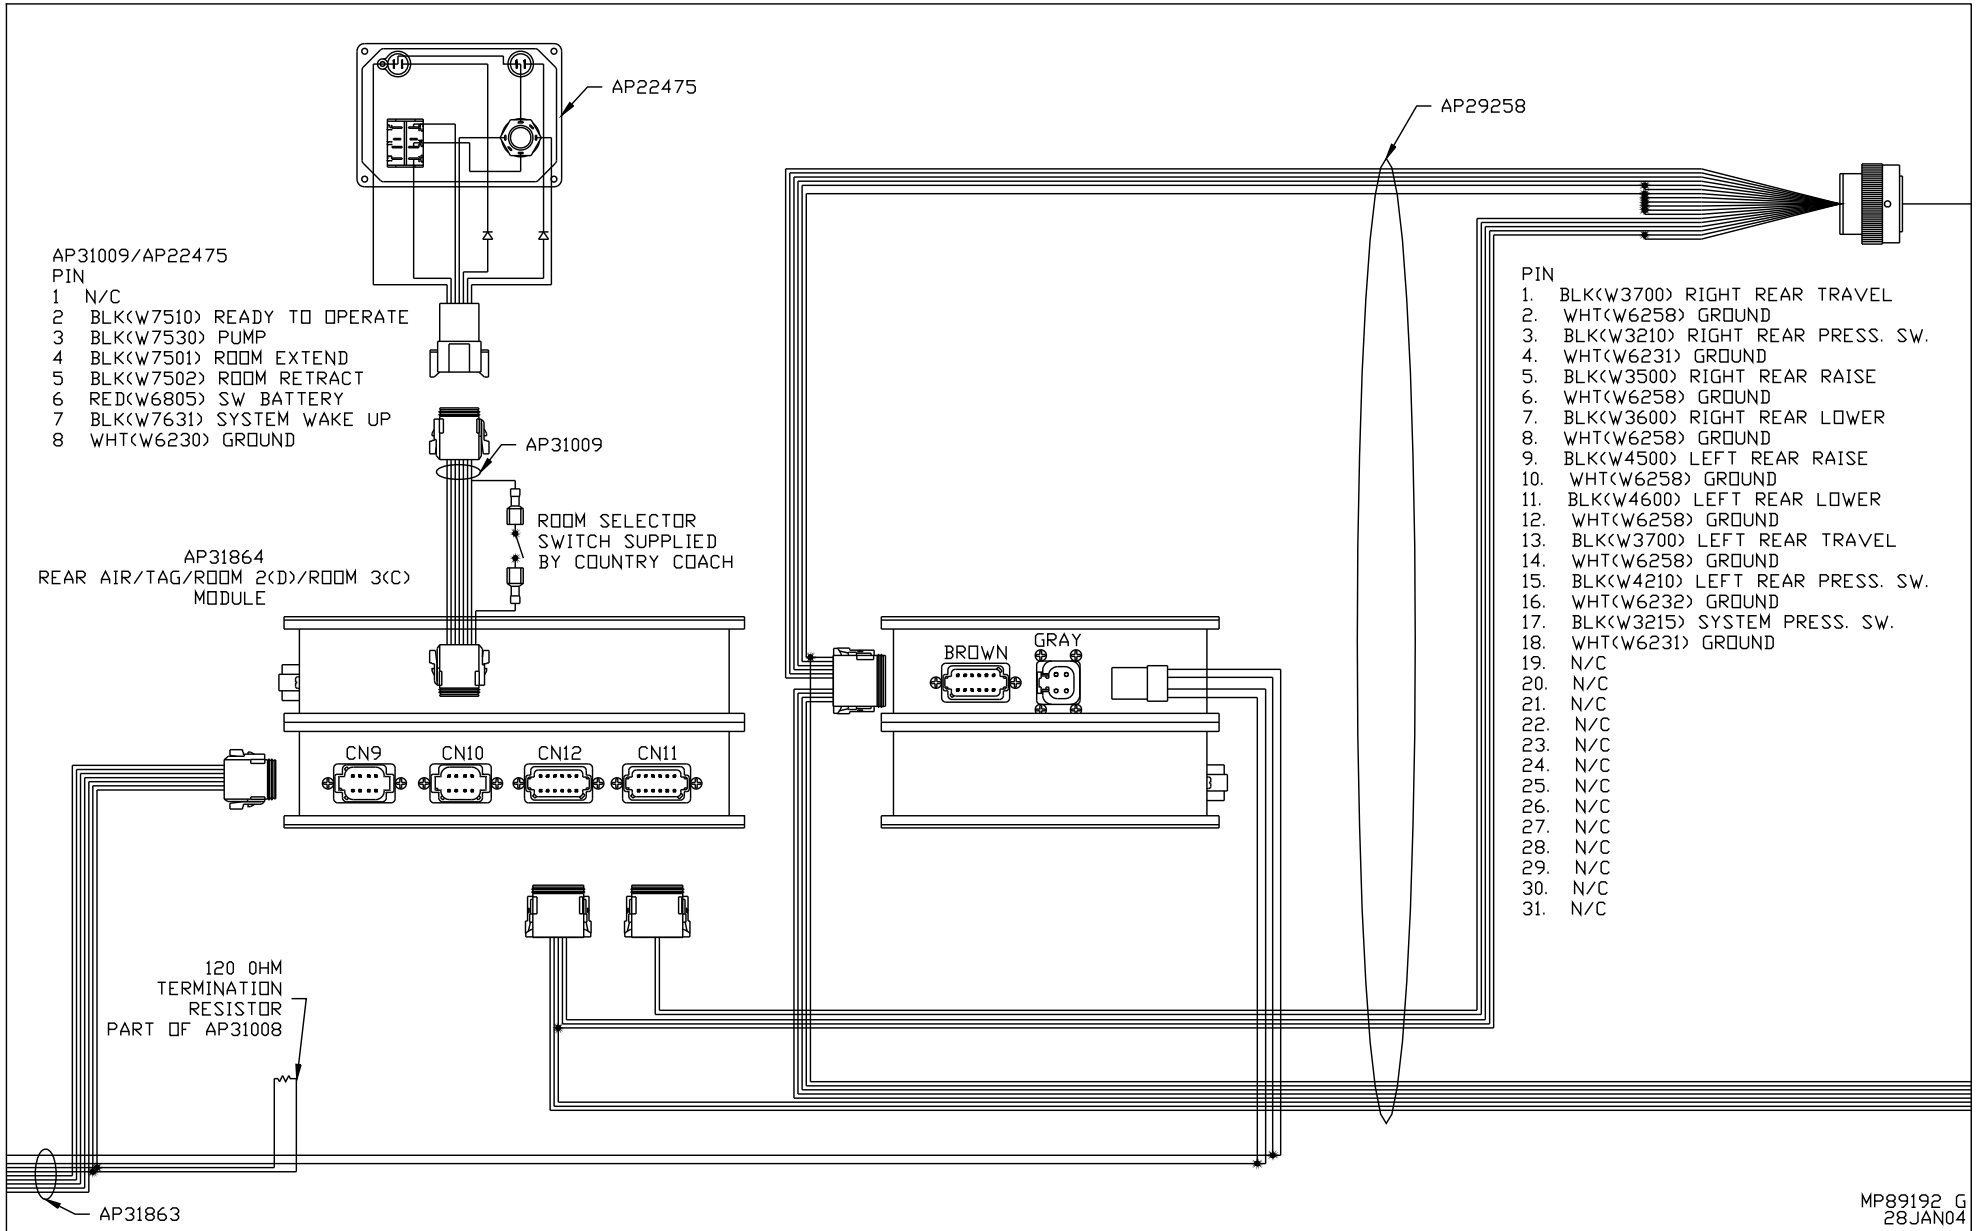 AP22475
AP29258
AP31009/AP22475
PIN
1 N/C
2 BLK(W7510) READY TO OPERATE
3 BLK(W7530) PUMP
4 BLK(W7501) ROOM EXTEND
5 BLK(W7502) ROOM RETRACT
6 RED(W6805) SW BATTERY
7 BLK(W7631) SYSTEM WAKE UP
8 WHT(W6230) GROUND
AP31009
ROOM SELECTOR
SWITCH SUPPLIED
BY COUNTRY COACH
AP31864
REAR AIR/TAG/ROOM 2(D)/ROOM 3(C)
MODULE
PIN
1. BLK(W3700) RIGHT REAR TRAVEL
2. WHT(W6258) GROUND
3. BLK(W3210) RIGHT REAR PRESS. SW.
4. WHT(W6231) GROUND
5. BLK(W3500) RIGHT REAR RAISE
6. WHT(W6258) GROUND
7. BLK(W3600) RIGHT REAR LOWER
8. WHT(W6258) GROUND
9. BLK(W4500) LEFT REAR RAISE
10. WHT(W6258) GROUND
11. BLK(W4600) LEFT REAR LOWER
12. WHT(W6258) GROUND
13. BLK(W3700) LEFT REAR TRAVEL
14. WHT(W6258) GROUND
15. BLK(W4210) LEFT REAR PRESS. SW.
16. WHT(W6232) GROUND
17. BLK(W3215) SYSTEM PRESS. SW.
18. WHT(W6231) GROUND
19. N/C
20. N/C
21. N/C
22. N/C
23. N/C
24. N/C
25. N/C
26. N/C
27. N/C
28. N/C
29. N/C
30. N/C
31. N/C
BROWN
GRAY
CN9
CN10
CN12
CN11
120 OHM
TERMINATION
RESISTOR
PART OF AP31008
AP31863
MP89192 G
28JAN04